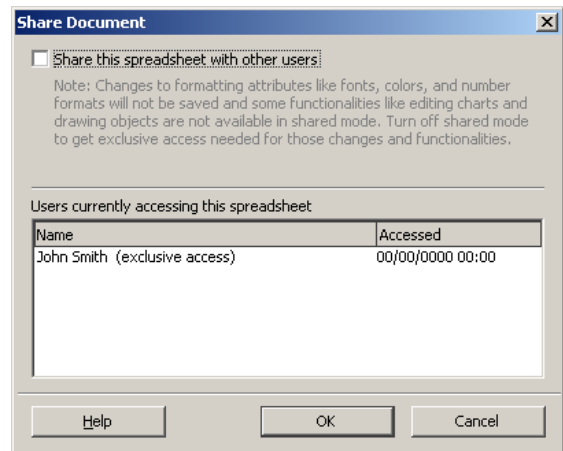 Share Document
Share this spreadsheet with other users
Note: Changes to formatting attributes like fonts, colors, and number
formats will not be saved and some functionalities like editing charts and
drawing objects are not available in shared mode. Turn off shared mode
to get exclusive access needed for those changes and functionalities.
Users currently accessing this spreadsheet
Name Accessed
John Smith (exclusive access) 00/00/0000 00:00
Help OK Cancel